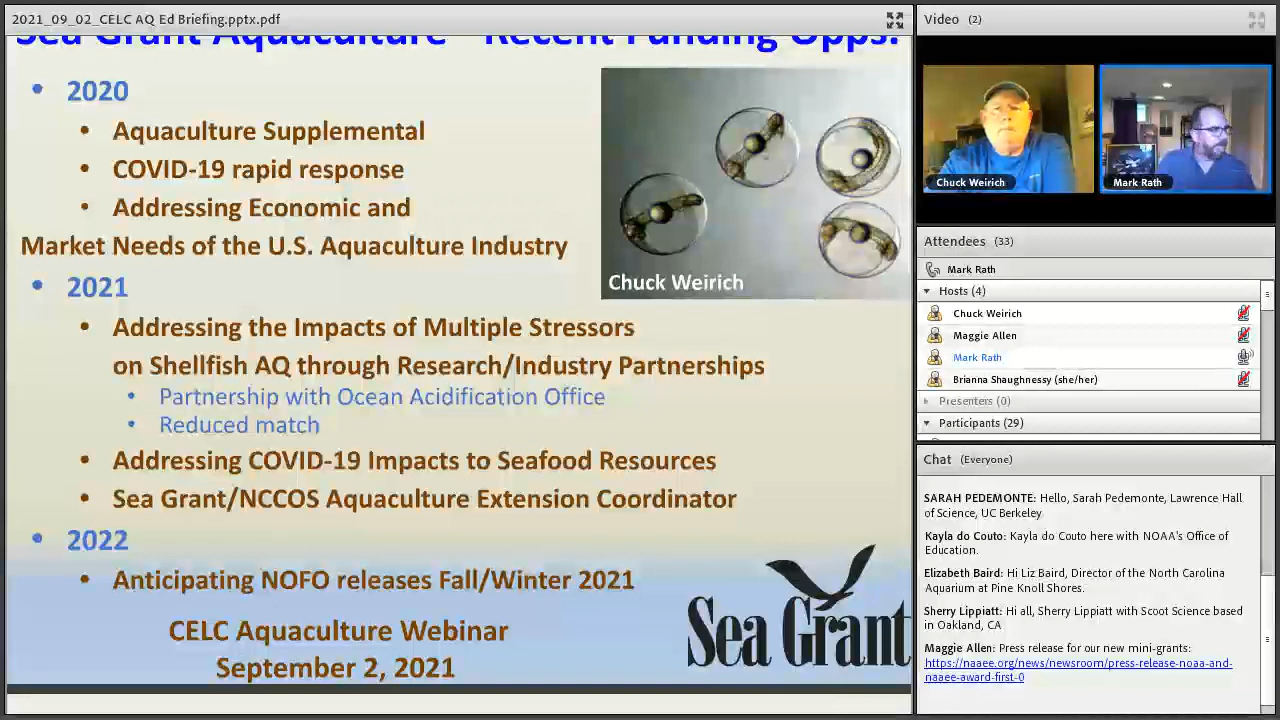 2021_09_02_CELC AQ Ed Briefing.pptx.pdf
Sea Grant Aquaculture - Recent Funding Opps.
• 2020
• Aquaculture Supplemental
• COVID-19 rapid response
• Addressing Economic and
Market Needs of the U.S. Aquaculture Industry
Chuck Weirich
• 2021
• Addressing the Impacts of Multiple Stressors
on Shellfish AQ through Research/Industry Partnerships
• Partnership with Ocean Acidification Office
• Reduced match
• Addressing COVID-19 Impacts to Seafood Resources
• Sea Grant/NCCOS Aquaculture Extension Coordinator
• 2022
• Anticipating NOFO releases Fall/Winter 2021
CELC Aquaculture Webinar
September 2, 2021
Sea Grant
Video (2)
Chuck Weirich
Mark Rath
Attendees (33)
Mark Rath
Hosts (4)
Chuck Weirich
Maggie Allen
Mark Rath
Brianna Shaughnessy (she/her)
Presenters (0)
Participants (29)
Chat (Everyone)
SARAH PEDEMONTE: Hello, Sarah Pedemonte, Lawrence Hall
of Science, UC Berkeley
Kayla do Couto: Kayla do Couto here with NOAA's Office of
Education.
Elizabeth Baird: Hi Liz Baird, Director of the North Carolina
Aquarium at Pine Knoll Shores.
Sherry Lippiatt: Hi all, Sherry Lippiatt with Scoot Science based
in Oakland, CA
Maggie Allen: Press release for our new mini-grants:
https://naaee.org/news/newsroom/press-release-noaa-and-
naaee-award-first-0